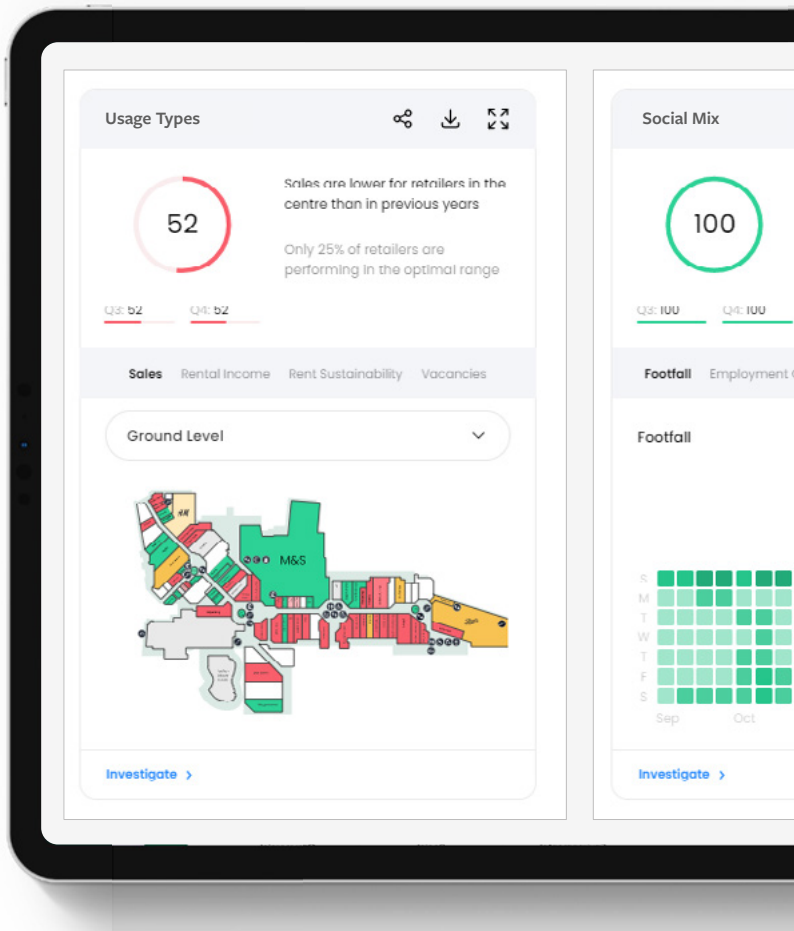 Usage Types
52
Sales are lower for retailers in the
centre than in previous years
Only 25% of retailers are
performing in the optimal range
Q3: 52
Q4: 52
Sales
Rental Income
Rent Sustainability
Vacancies
Ground Level
H&M
M&S
Investigate
Social Mix
100
Q3: 100
Q4: 100
Footfall
Employment
Footfall
S
M
T
W
T
F
S
Sep
Oct
Investigate